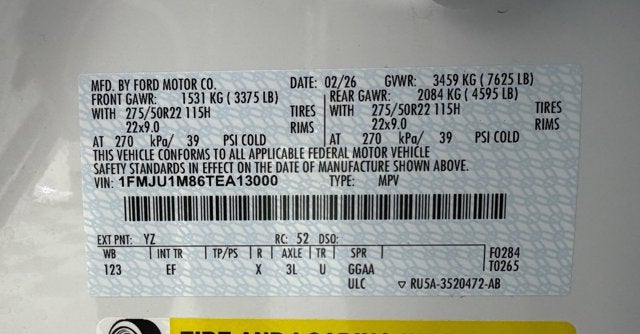 MFD. BY FORD MOTOR CO. DATE: 02/26 GVWR: 3459 KG ( 7625 LB)
FRONT GAWR: 1531 KG ( 3375 LB) REAR GAWR: 2084 KG ( 4595 LB)
WITH 275/50R22 115H TIRES WITH 275/50R22 115H TIRES
22x9.0 RIMS 22x9.0 RIMS
AT 270 kPa/ 39 PSI COLD AT 270 kPa/ 39 PSI COLD
THIS VEHICLE CONFORMS TO ALL APPLICABLE FEDERAL MOTOR VEHICLE
SAFETY STANDARDS IN EFFECT ON THE DATE OF MANUFACTURE SHOWN ABOVE.
VIN: 1FMJU1M86TEA13000 TYPE: MPV
EXT PNT: YZ RC: 52 DSO:
WB INT TR TP/PS R AXLE TR SPR F0284
123 EF X 3L U GGAA T0265
ULC ▽ RU5A-3520472-AB